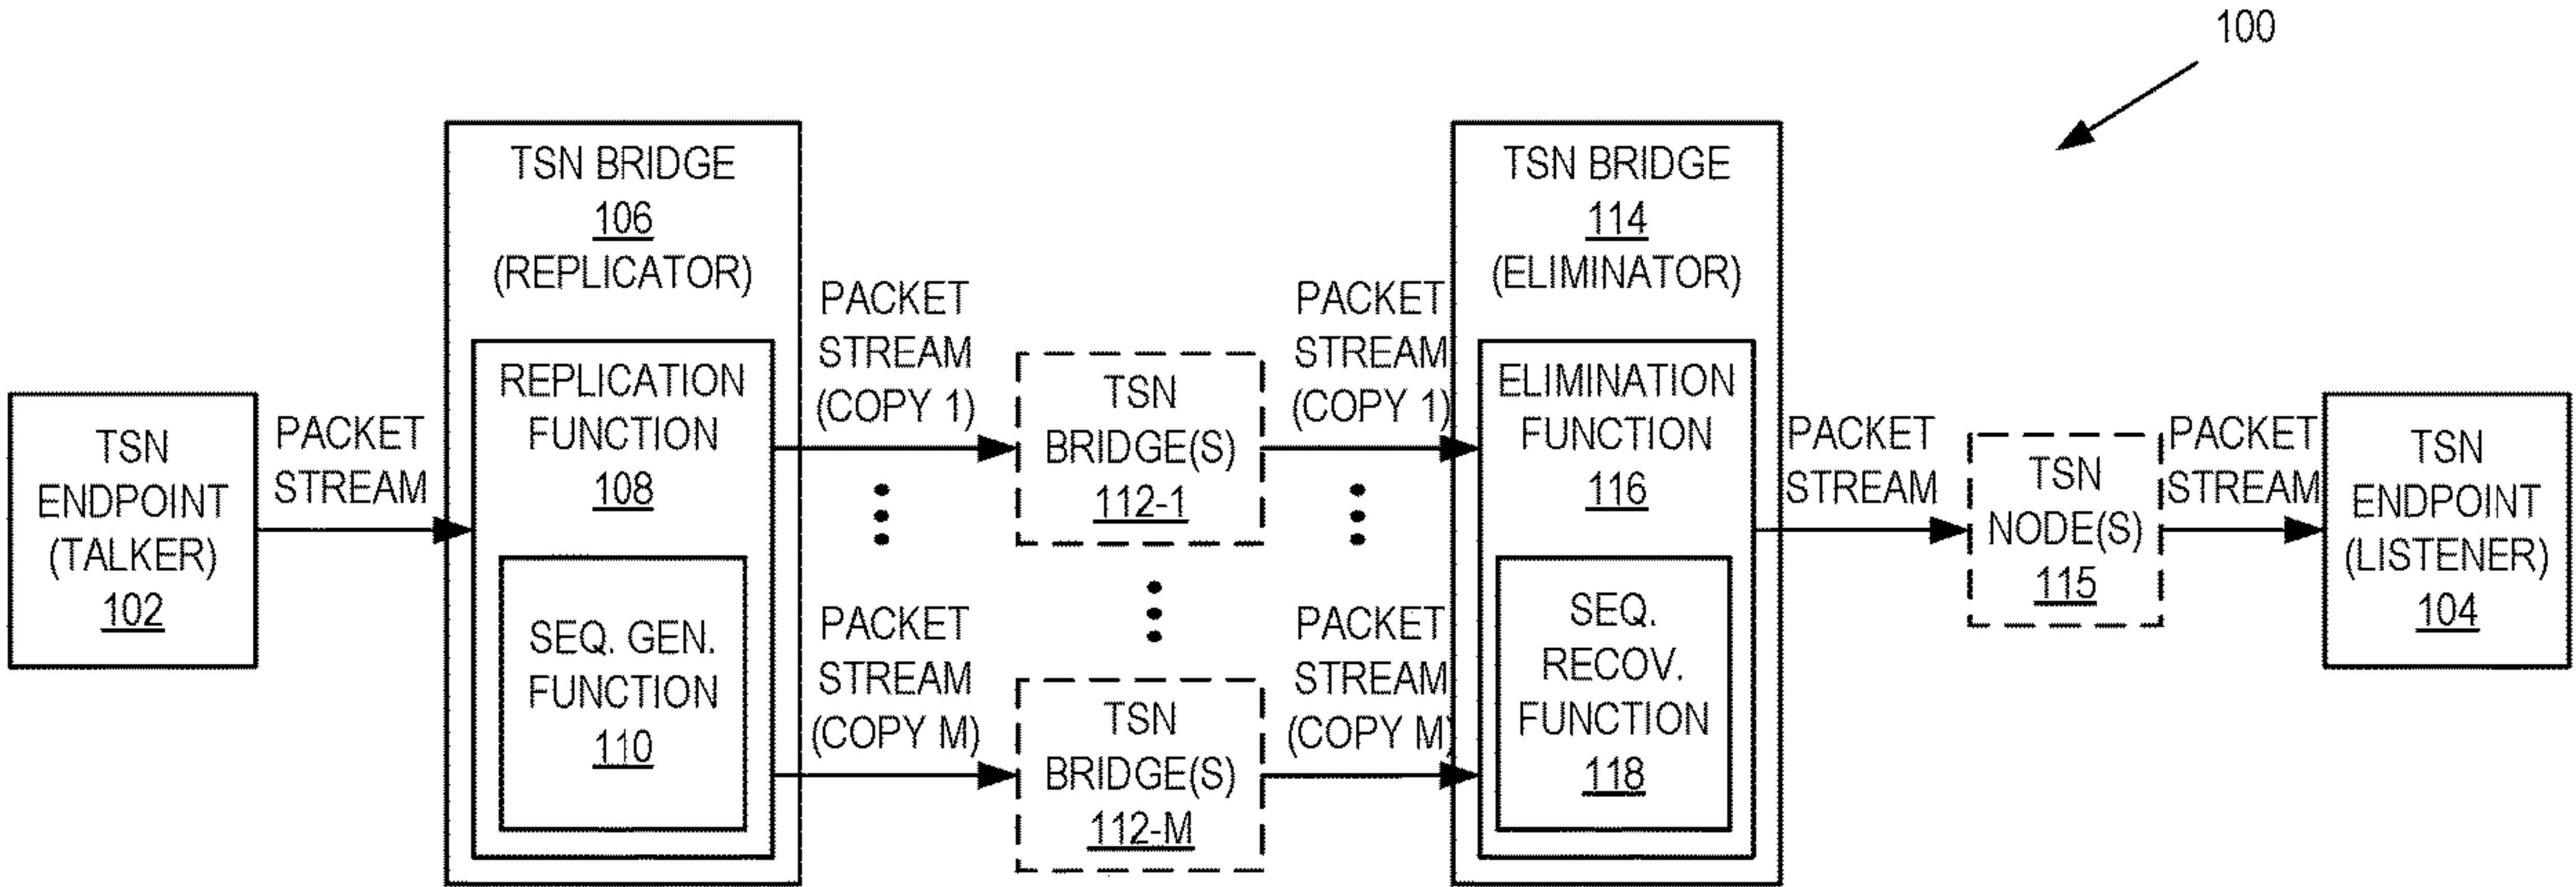 100
TSN
ENDPOINT
(TALKER)
102
PACKET
STREAM
TSN BRIDGE
106
(REPLICATOR)
REPLICATION
FUNCTION
108
SEQ. GEN.
FUNCTION
110
PACKET
STREAM
(COPY 1)
PACKET
STREAM
(COPY M)
TSN
BRIDGE(S)
112-1
TSN
BRIDGE(S)
112-M
PACKET
STREAM
(COPY 1)
PACKET
STREAM
(COPY M)
TSN BRIDGE
114
(ELIMINATOR)
ELIMINATION
FUNCTION
116
SEQ.
RECOV.
FUNCTION
118
PACKET
STREAM
TSN
NODE(S)
115
PACKET
STREAM
TSN
ENDPOINT
(LISTENER)
104